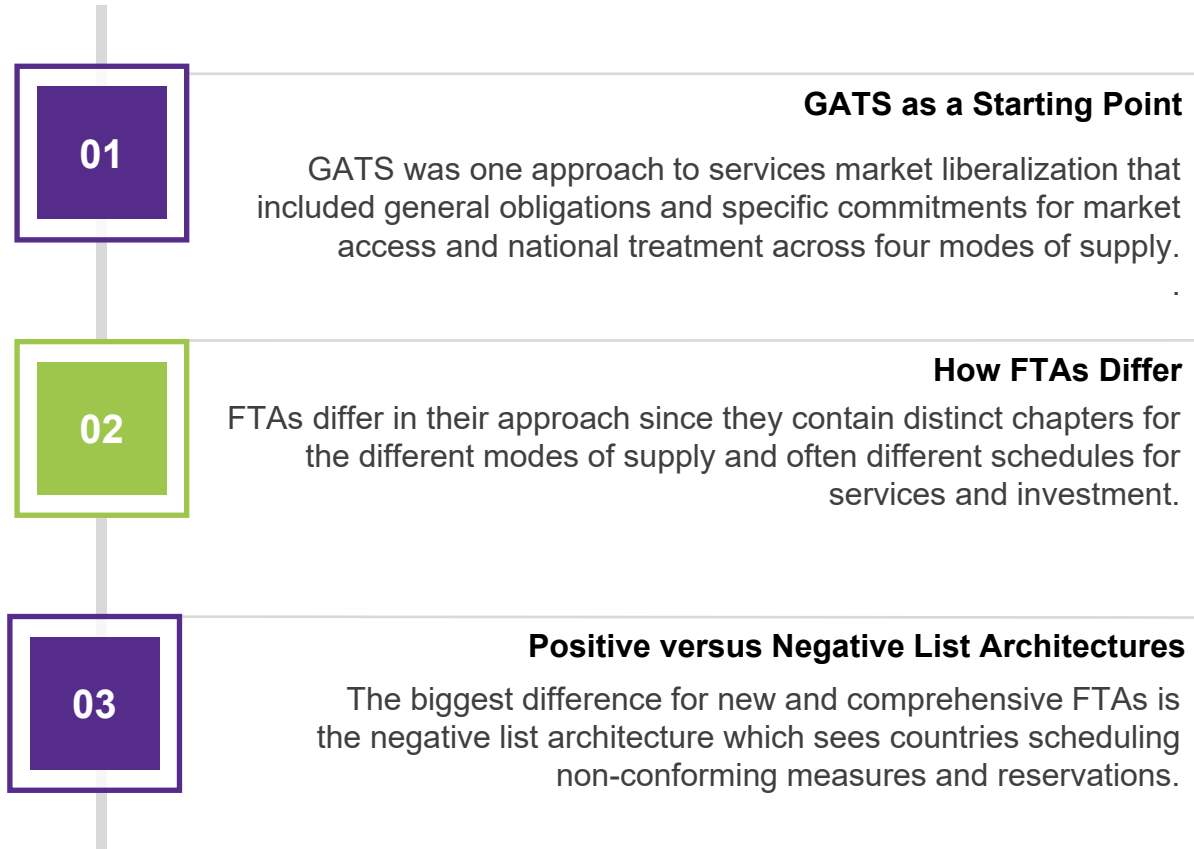 01
GATS as a Starting Point
GATS was one approach to services market liberalization that
included general obligations and specific commitments for market
access and national treatment across four modes of supply.
.
02
How FTAs Differ
FTAs differ in their approach since they contain distinct chapters for
the different modes of supply and often different schedules for
services and investment.
03
Positive versus Negative List Architectures
The biggest difference for new and comprehensive FTAs is
the negative list architecture which sees countries scheduling
non-conforming measures and reservations.